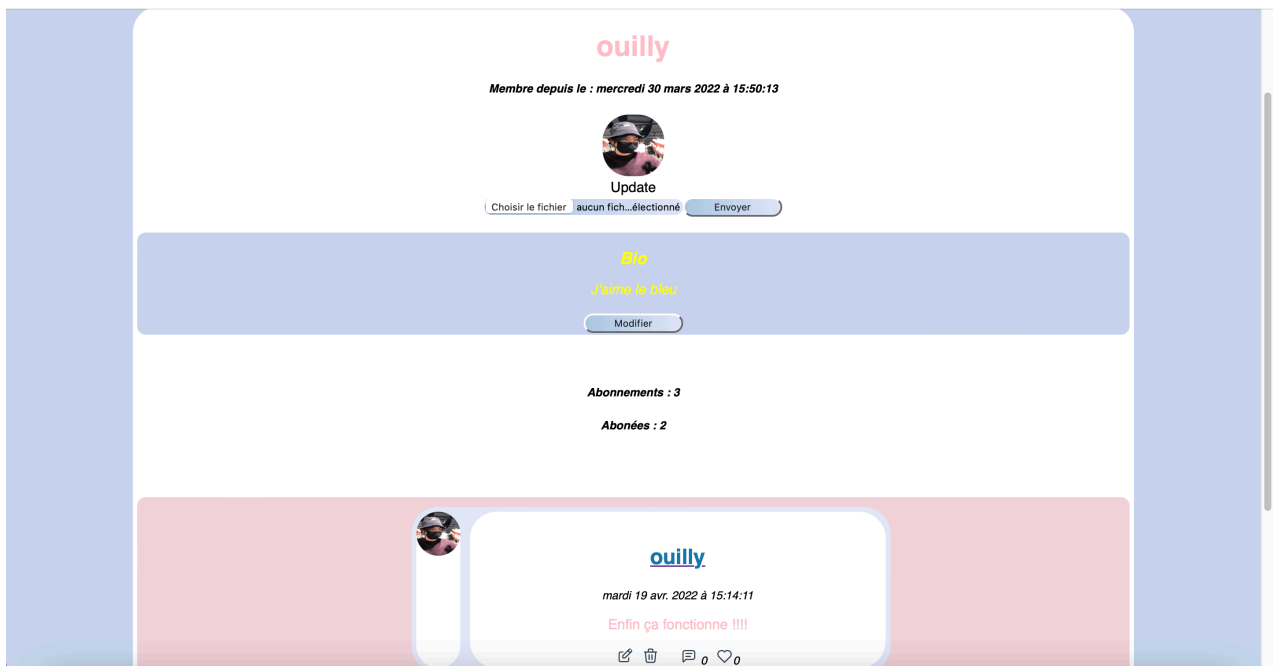 ouilly
Membre depuis le : mercredi 30 mars 2022 à 15:50:13
Update
Choisir le fichier aucun fich...électionné Envoyer
Bio
J'aime le bleu
Modifier
Abonnements : 3
Abonées : 2
ouilly
mardi 19 avr. 2022 à 15:14:11
Enfin ça fonctionne !!!!
0 0